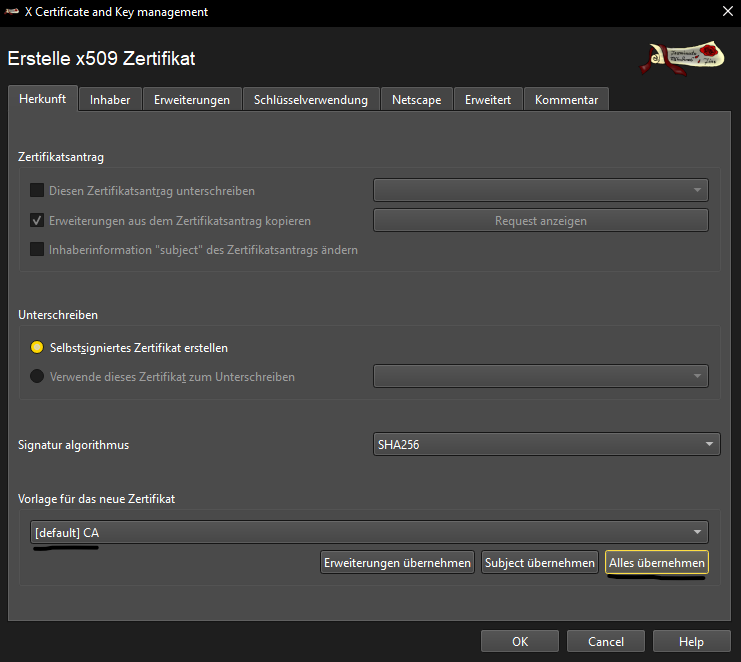 X Certificate and Key management
Erstelle x509 Zertifikat
Herkunft Inhaber Erweiterungen Schlüsselverwendung Netscape Erweitert Kommentar
Zertifikatsantrag
Diesen Zertifikatsantrag unterschreiben
Erweiterungen aus dem Zertifikatsantrag kopieren Request anzeigen
Inhaberinformation "subject" des Zertifikatsantrags ändern
Unterschreiben
Selbstsigniertes Zertifikat erstellen
Verwende dieses Zertifikat zum Unterschreiben
Signatur algorithmus SHA256
Vorlage für das neue Zertifikat
[default] CA
Erweiterungen übernehmen Subject übernehmen Alles übernehmen
OK Cancel Help